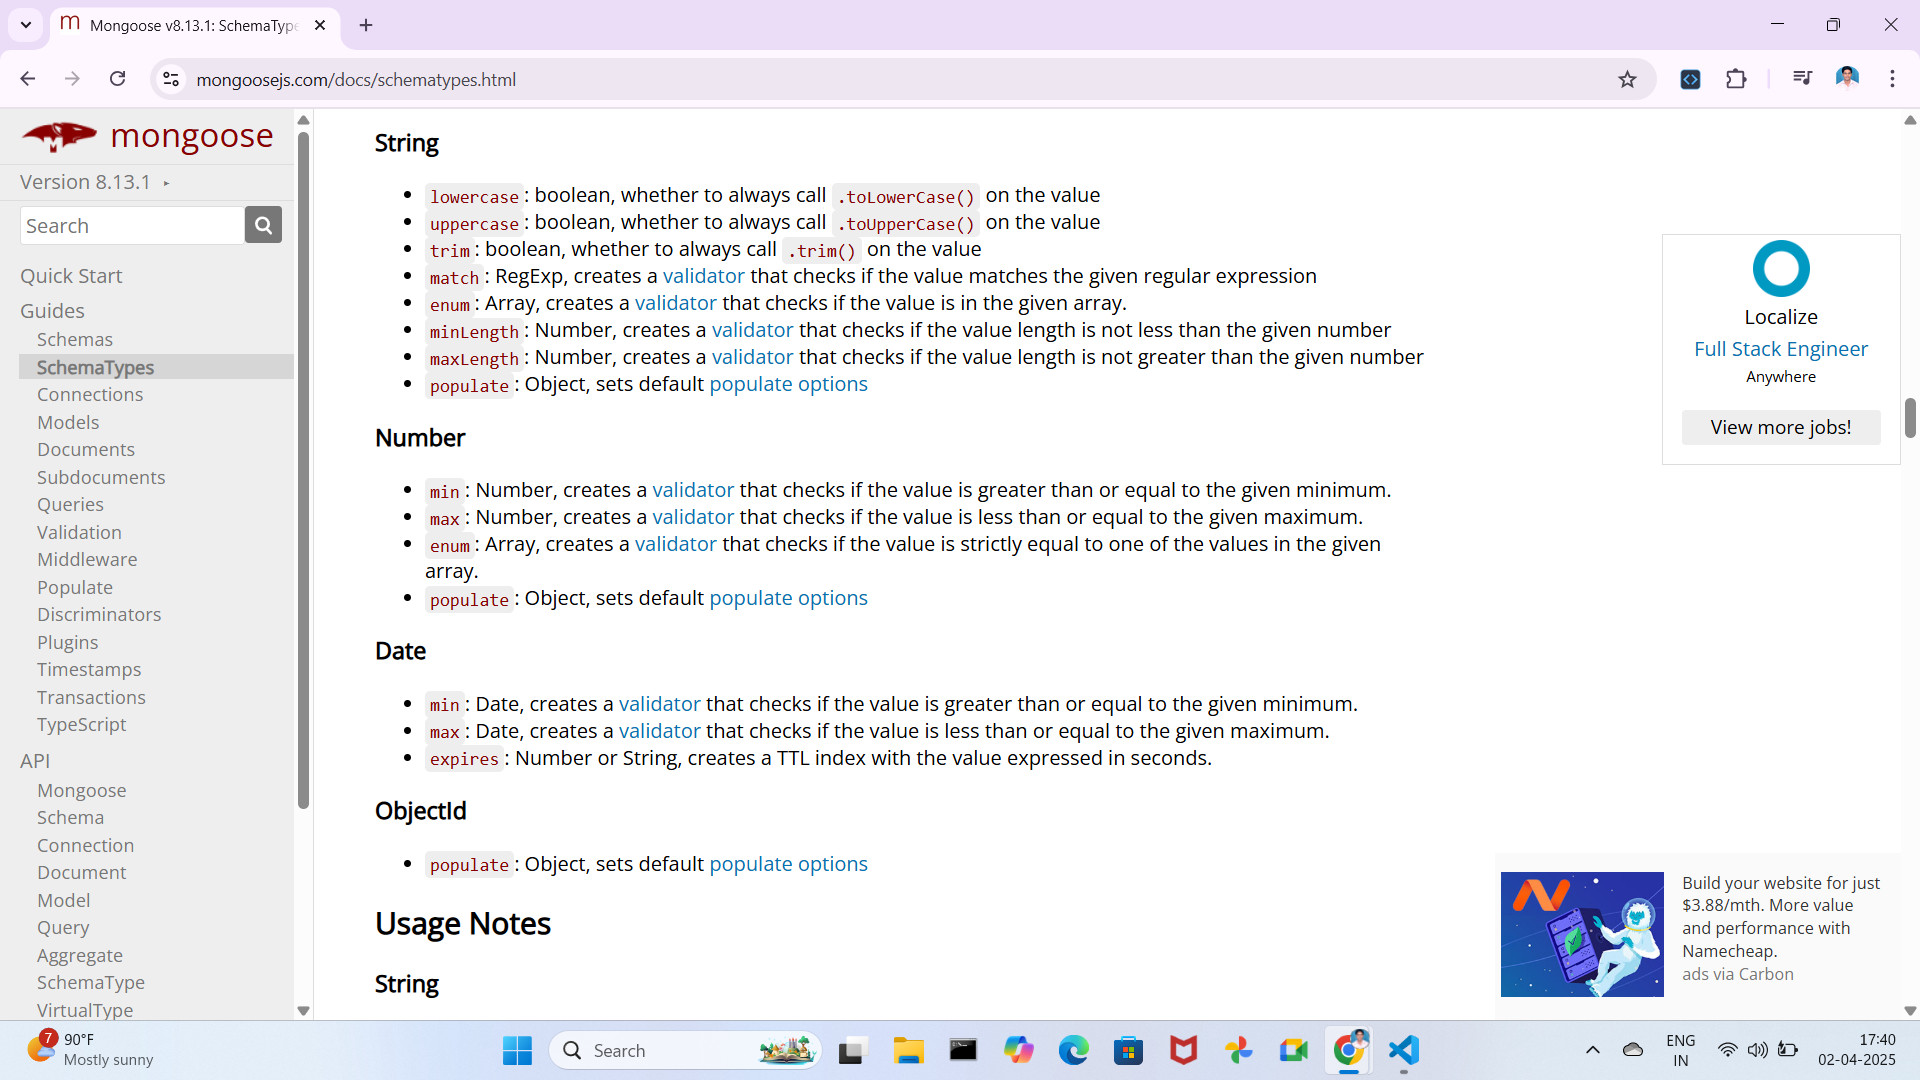 Mongoose v8.13.1: SchemaType
mongoosejs.com/docs/schematypes.html
mongoose
Version 8.13.1
Search
Quick Start
Guides
Schemas
SchemaTypes
Connections
Models
Documents
Subdocuments
Queries
Validation
Middleware
Populate
Discriminators
Plugins
Timestamps
Transactions
TypeScript
API
Mongoose
Schema
Connection
Document
Model
Query
Aggregate
SchemaType
VirtualType
String
lowercase: boolean, whether to always call .toLowerCase() on the value
uppercase: boolean, whether to always call .toUpperCase() on the value
trim: boolean, whether to always call .trim() on the value
match: RegExp, creates a validator that checks if the value matches the given regular expression
enum: Array, creates a validator that checks if the value is in the given array.
minLength: Number, creates a validator that checks if the value length is not less than the given number
maxLength: Number, creates a validator that checks if the value length is not greater than the given number
populate: Object, sets default populate options
Number
min: Number, creates a validator that checks if the value is greater than or equal to the given minimum.
max: Number, creates a validator that checks if the value is less than or equal to the given maximum.
enum: Array, creates a validator that checks if the value is strictly equal to one of the values in the given
array.
populate: Object, sets default populate options
Date
min: Date, creates a validator that checks if the value is greater than or equal to the given minimum.
max: Date, creates a validator that checks if the value is less than or equal to the given maximum.
expires: Number or String, creates a TTL index with the value expressed in seconds.
ObjectId
populate: Object, sets default populate options
Usage Notes
String
Localize
Full Stack Engineer
Anywhere
View more jobs!
Build your website for just
$3.88/mth. More value
and performance with
Namecheap.
ads via Carbon
7
90°F
Mostly sunny
Search
ENG
IN
17:40
02-04-2025